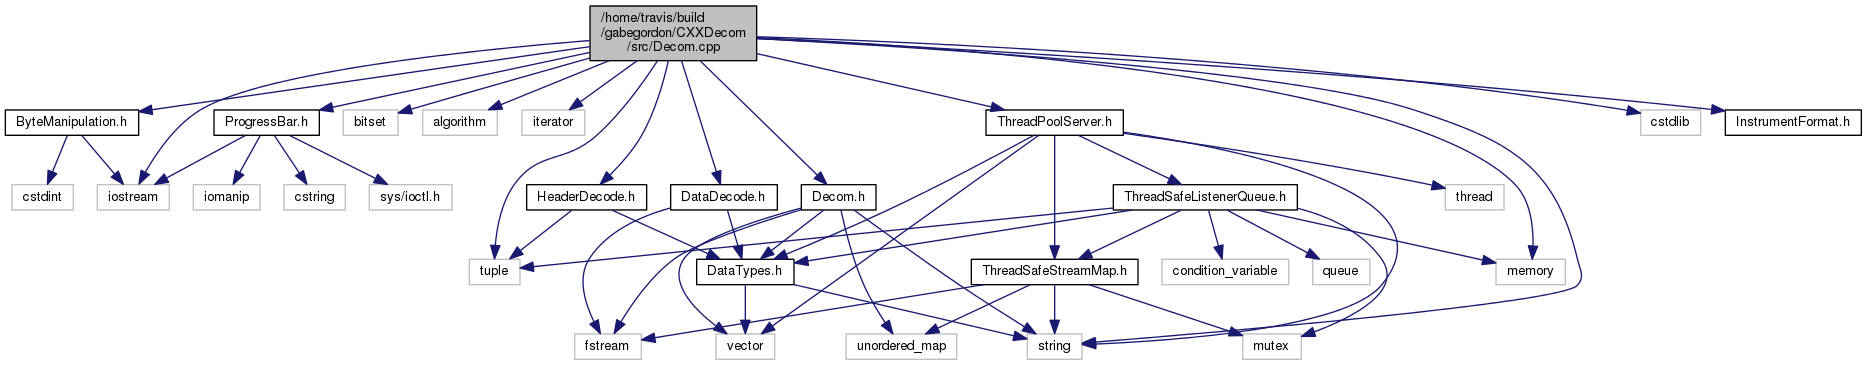 /home/travis/build
/gabegordon/CXXDecom
/src/Decom.cpp
ByteManipulation.h
ProgressBar.h
bitset
algorithm
iterator
ThreadPoolServer.h
cstdlib
InstrumentFormat.h
cstdint
iostream
iomanip
cstring
sys/ioctl.h
HeaderDecode.h
DataDecode.h
Decom.h
ThreadSafeListenerQueue.h
thread
tuple
DataTypes.h
ThreadSafeStreamMap.h
condition_variable
queue
memory
fstream
vector
unordered_map
string
mutex